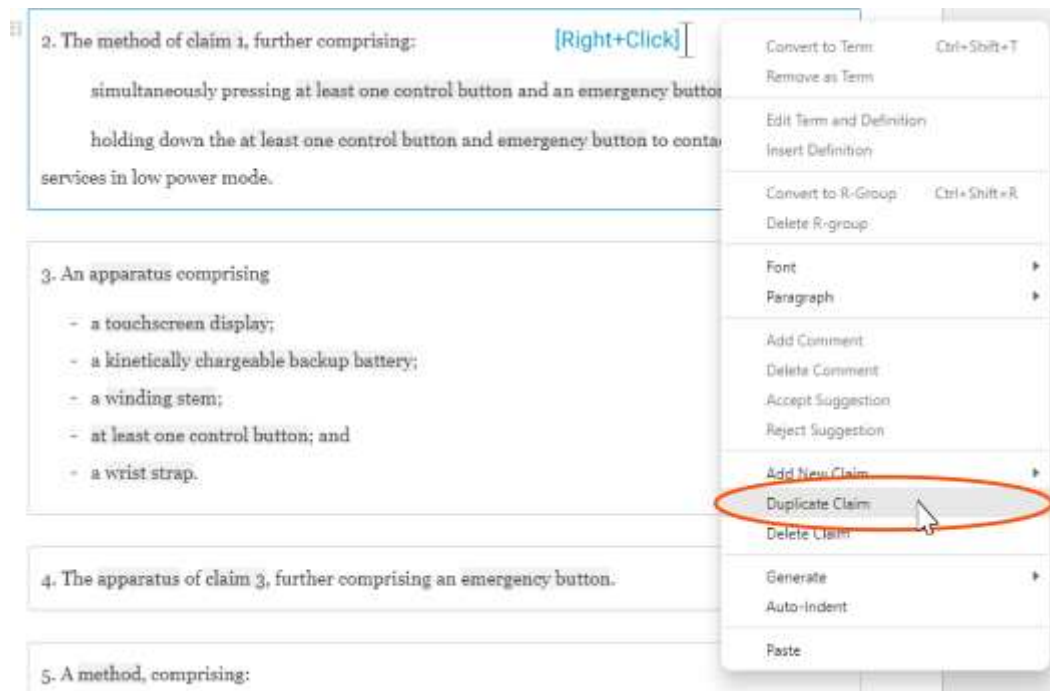 2. The method of claim 1, further comprising:
[Right+Click]
simultaneously pressing at least one control button and an emergency button
holding down the at least one control button and emergency button to conta
services in low power mode.
3. An apparatus comprising
- a touchscreen display;
- a kinetically chargeable backup battery;
- a winding stem;
- at least one control button; and
- a wrist strap.
4. The apparatus of claim 3, further comprising an emergency button.
5. A method, comprising:
Convert to Term Ctrl+Shift+T
Remove as Term
Edit Term and Definition
Insert Definition
Convert to R-Group Ctrl+Shift+R
Delete R-group
Font
Paragraph
Add Comment
Delete Comment
Accept Suggestion
Reject Suggestion
Add New Claim
Duplicate Claim
Delete Claim
Generate
Auto-Indent
Paste